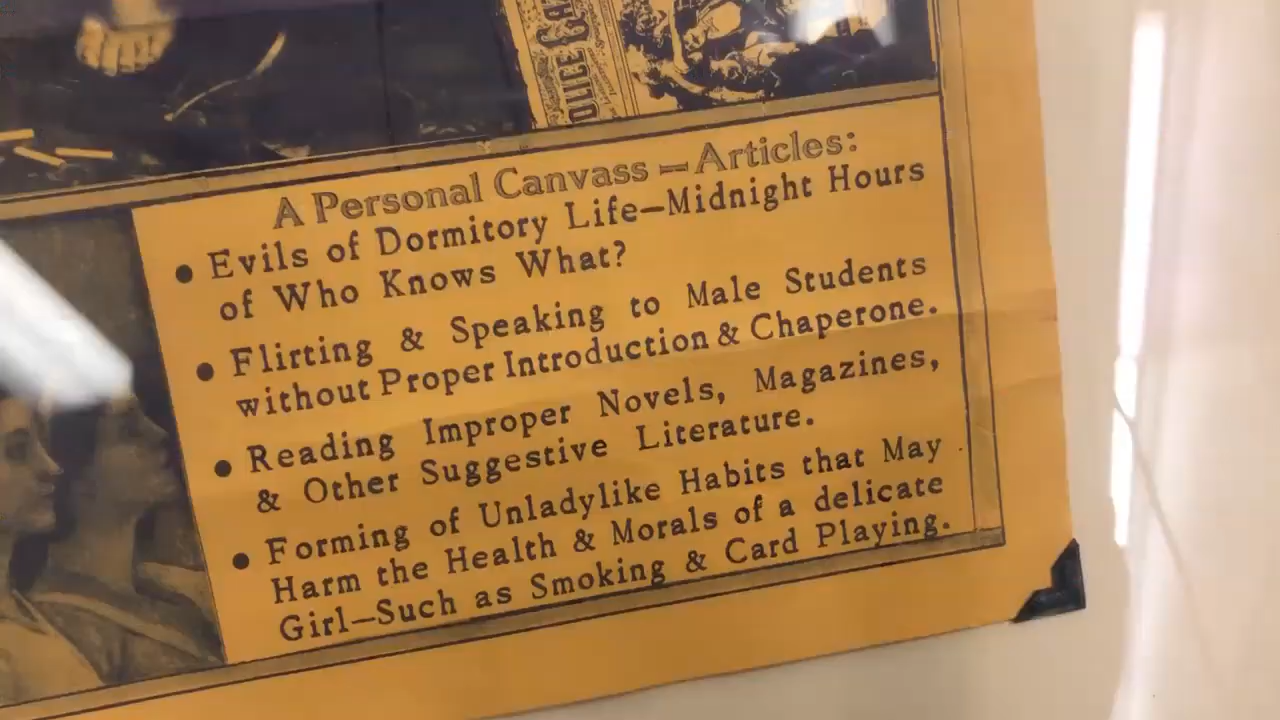 A Personal Canvass — Articles:
• Evils of Dormitory Life—Midnight Hours
of Who Knows What?
• Flirting & Speaking to Male Students
without Proper Introduction & Chaperone.
• Reading Improper Novels, Magazines,
& Other Suggestive Literature.
• Forming of Unladylike Habits that May
Harm the Health & Morals of a delicate
Girl—Such as Smoking & Card Playing.